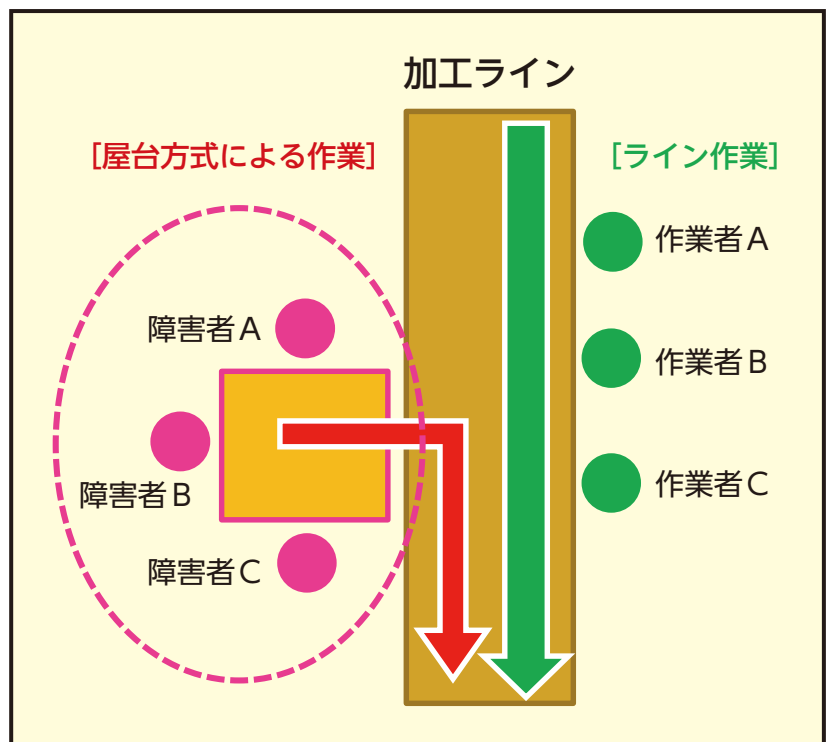 加工ライン
[屋台方式による作業]
[ライン作業]
作業者A
障害者A
作業者B
障害者B
作業者C
障害者C